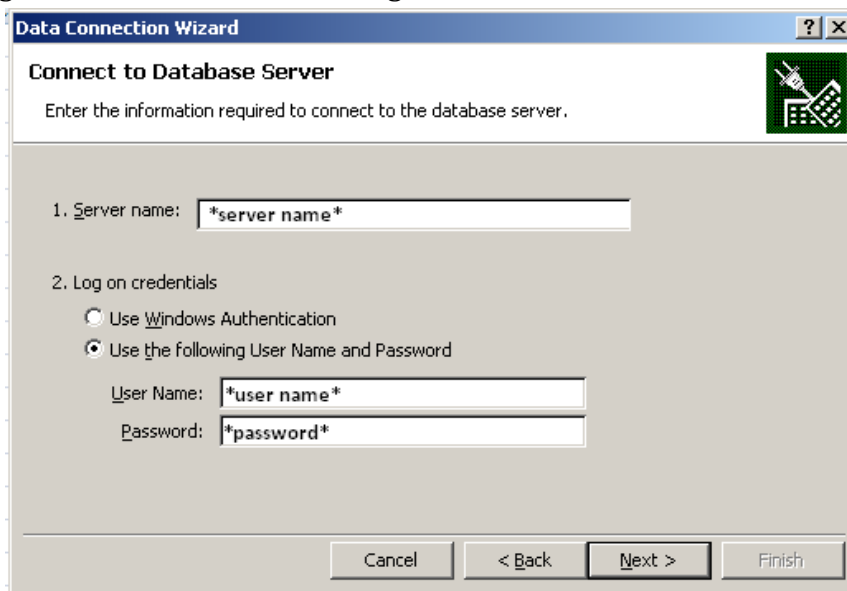 Data Connection Wizard
Connect to Database Server
Enter the information required to connect to the database server.
1. Server name: *server name*
2. Log on credentials
Use Windows Authentication
Use the following User Name and Password
User Name: *user name*
Password: *password*
Cancel < Back Next > Finish